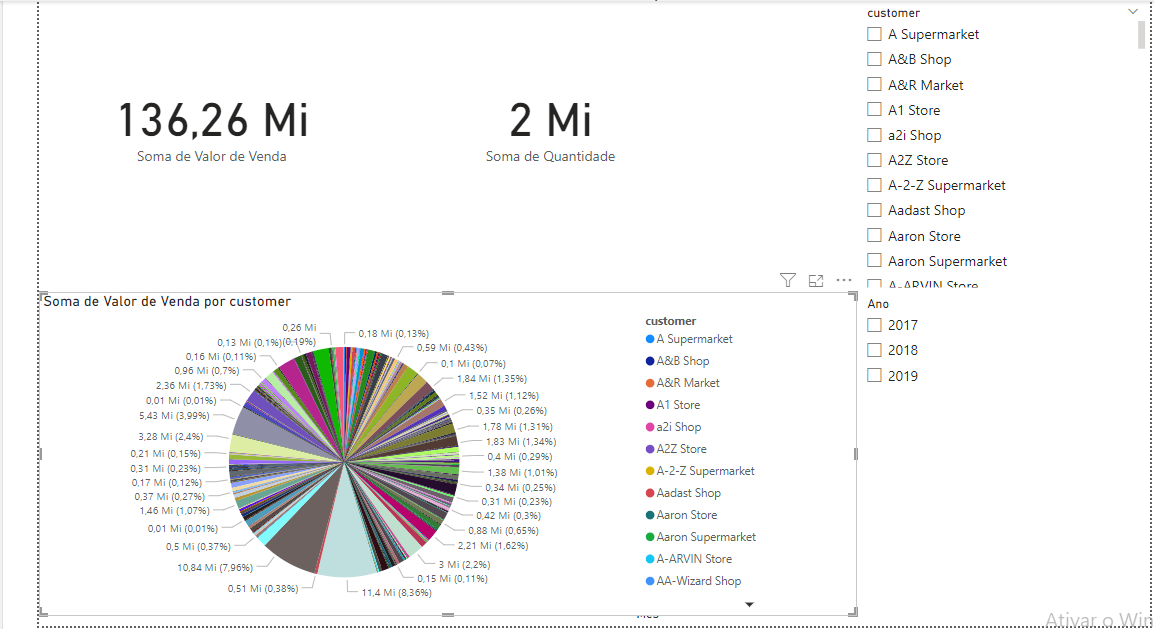 136,26 Mi
Soma de Valor de Venda
2 Mi
Soma de Quantidade
customer
A Supermarket
A&B Shop
A&R Market
A1 Store
a2i Shop
A2Z Store
A-2-Z Supermarket
Aadast Shop
Aaron Store
Aaron Supermarket
A-ARVIN Store
Ano
2017
2018
2019
Soma de Valor de Venda por customer
0,26 Mi
(0,19%)
0,13 Mi (0,1%)
0,16 Mi (0,11%)
0,96 Mi (0,7%)
2,36 Mi (1,73%)
0,01 Mi (0,01%)
5,43 Mi (3,99%)
3,28 Mi (2,4%)
0,21 Mi (0,15%)
0,31 Mi (0,23%)
0,17 Mi (0,12%)
0,37 Mi (0,27%)
1,46 Mi (1,07%)
0,01 Mi (0,01%)
0,5 Mi (0,37%)
10,84 Mi (7,96%)
0,51 Mi (0,38%)
0,18 Mi (0,13%)
0,59 Mi (0,43%)
0,1 Mi (0,07%)
1,84 Mi (1,35%)
1,52 Mi (1,12%)
0,35 Mi (0,26%)
1,78 Mi (1,31%)
1,83 Mi (1,34%)
0,4 Mi (0,29%)
1,38 Mi (1,01%)
0,34 Mi (0,25%)
0,31 Mi (0,23%)
0,42 Mi (0,3%)
0,88 Mi (0,65%)
2,21 Mi (1,62%)
3 Mi (2,2%)
0,15 Mi (0,11%)
11,4 Mi (8,36%)
customer
A Supermarket
A&B Shop
A&R Market
A1 Store
a2i Shop
A2Z Store
A-2-Z Supermarket
Aadast Shop
Aaron Store
Aaron Supermarket
A-ARVIN Store
AA-Wizard Shop
Ativar o Win